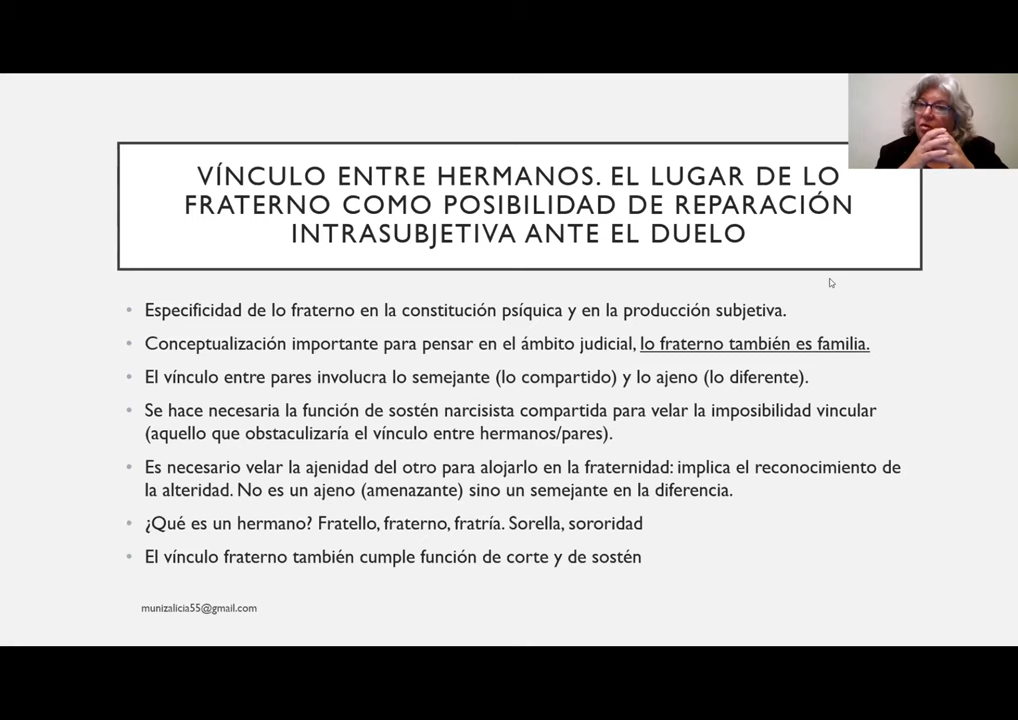 VÍNCULO ENTRE HERMANOS. EL LUGAR DE LO
FRATERNO COMO POSIBILIDAD DE REPARACIÓN
INTRASUBJETIVA ANTE EL DUELO
• Especificidad de lo fraterno en la constitución psíquica y en la producción subjetiva.
• Conceptualización importante para pensar en el ámbito judicial, lo fraterno también es familia.
• El vínculo entre pares involucra lo semejante (lo compartido) y lo ajeno (lo diferente).
• Se hace necesaria la función de sostén narcisista compartida para velar la imposibilidad vincular
(aquello que obstaculizaría el vínculo entre hermanos/pares).
• Es necesario velar la ajenidad del otro para alojarlo en la fraternidad: implica el reconocimiento de
la alteridad. No es un ajeno (amenazante) sino un semejante en la diferencia.
• ¿Qué es un hermano? Fratello, fraterno, fratría. Sorella, sororidad
• El vínculo fraterno también cumple función de corte y de sostén
munizalicia55@gmail.com